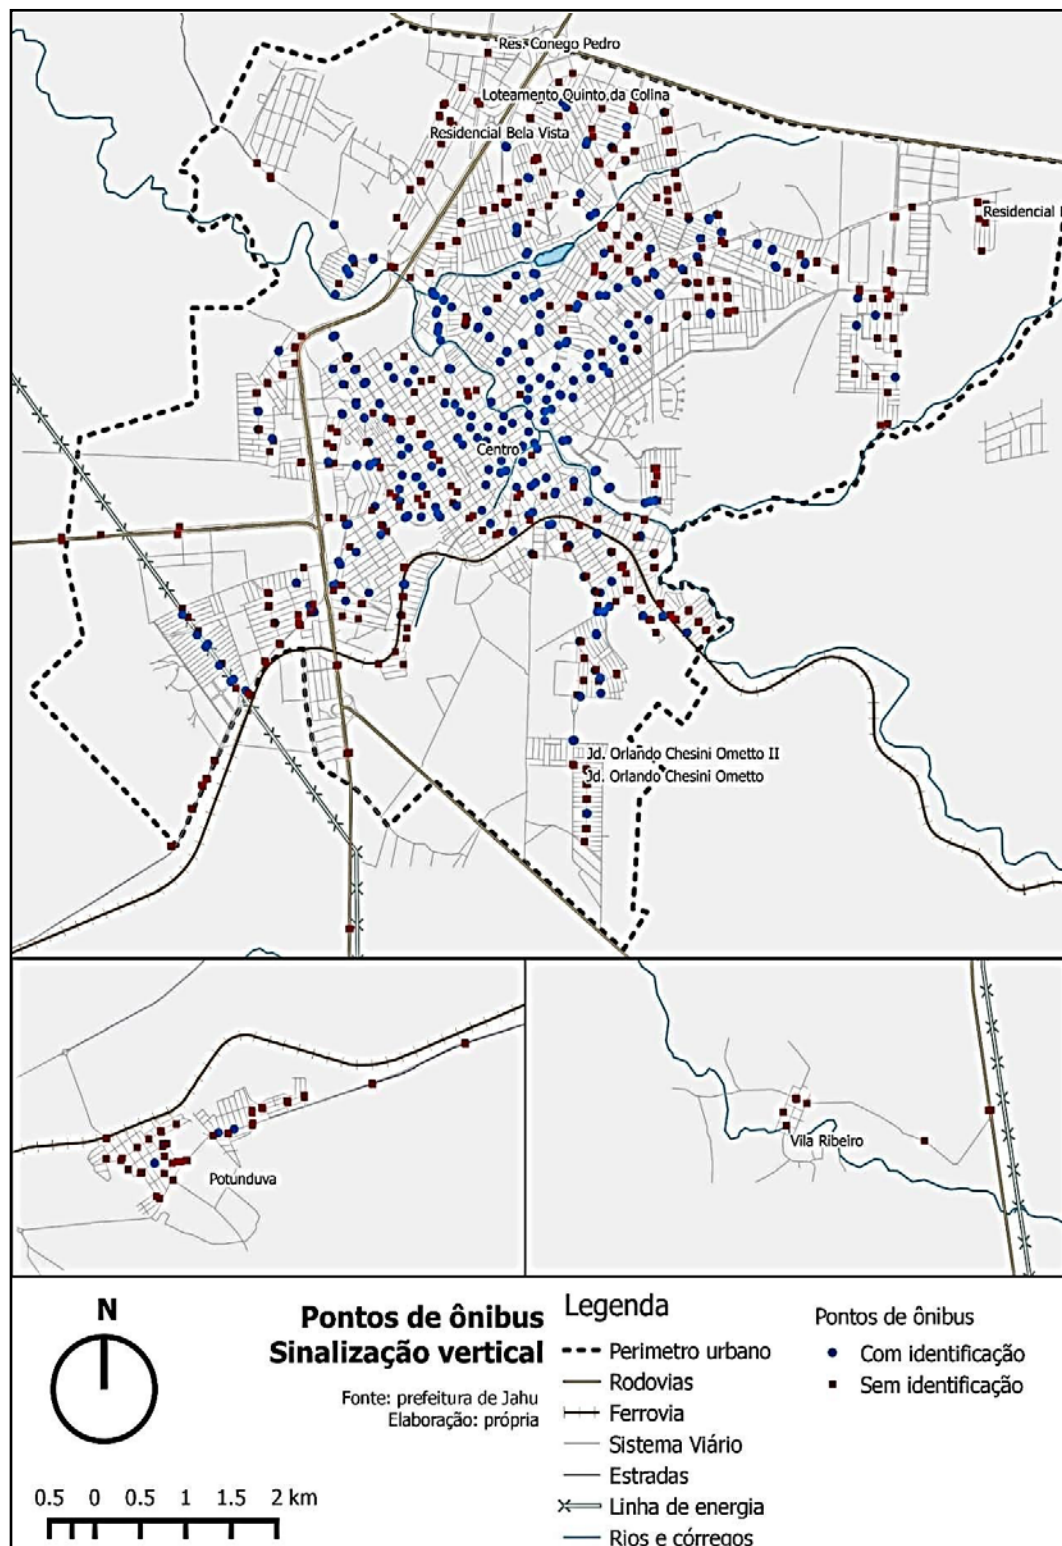 Res. Conego Pedro
Loteamento Quinto da Colina
Residencial Bela Vista
Residencial
Centro
Jd. Orlando Chesini Ometto II
Jd. Orlando Chesini Ometto
Potunduva
Vila Ribeiro
N
Pontos de ônibus
Sinalização vertical
Fonte: prefeitura de Jahu
Elaboração: própria
0.5 0 0.5 1 1.5 2 km
Legenda
Perimetro urbano
Rodovias
Ferrovia
Sistema Viário
Estradas
Linha de energia
Rios e córregos
Pontos de ônibus
Com identificação
Sem identificação